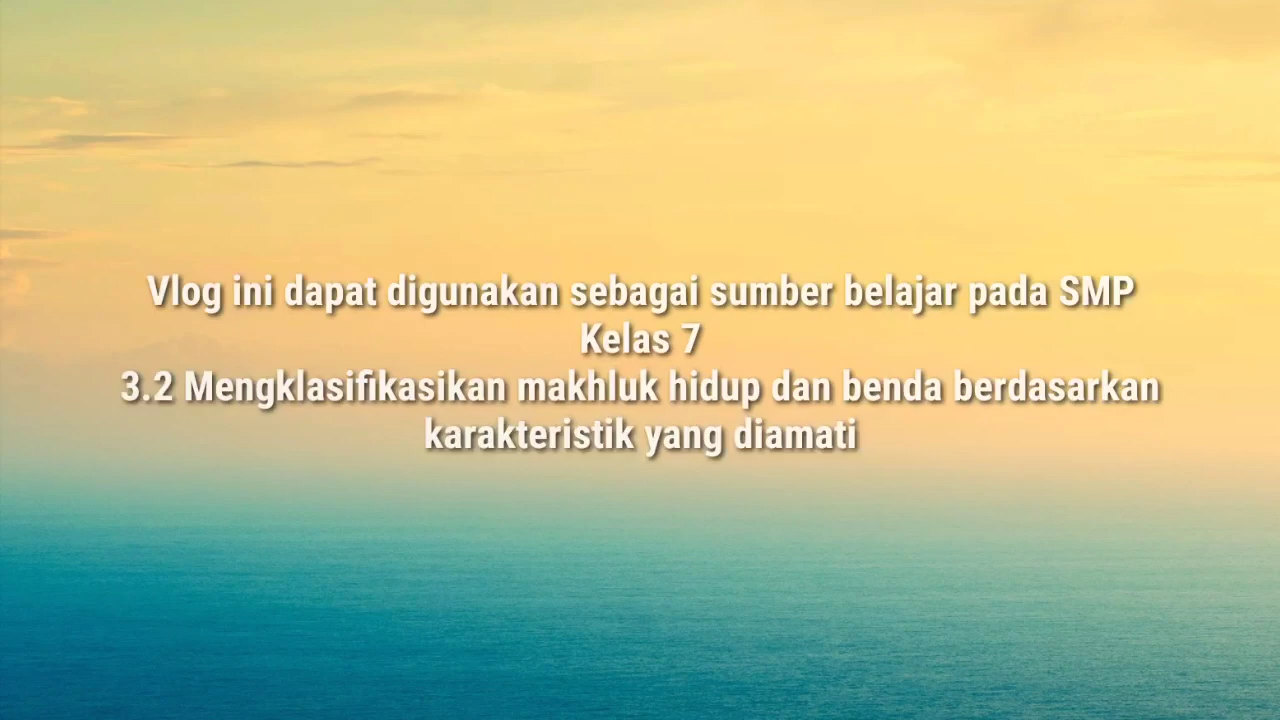 Vlog ini dapat digunakan sebagai sumber belajar pada SMP
Kelas 7
3.2 Mengklasifikasikan makhluk hidup dan benda berdasarkan
karakteristik yang diamati